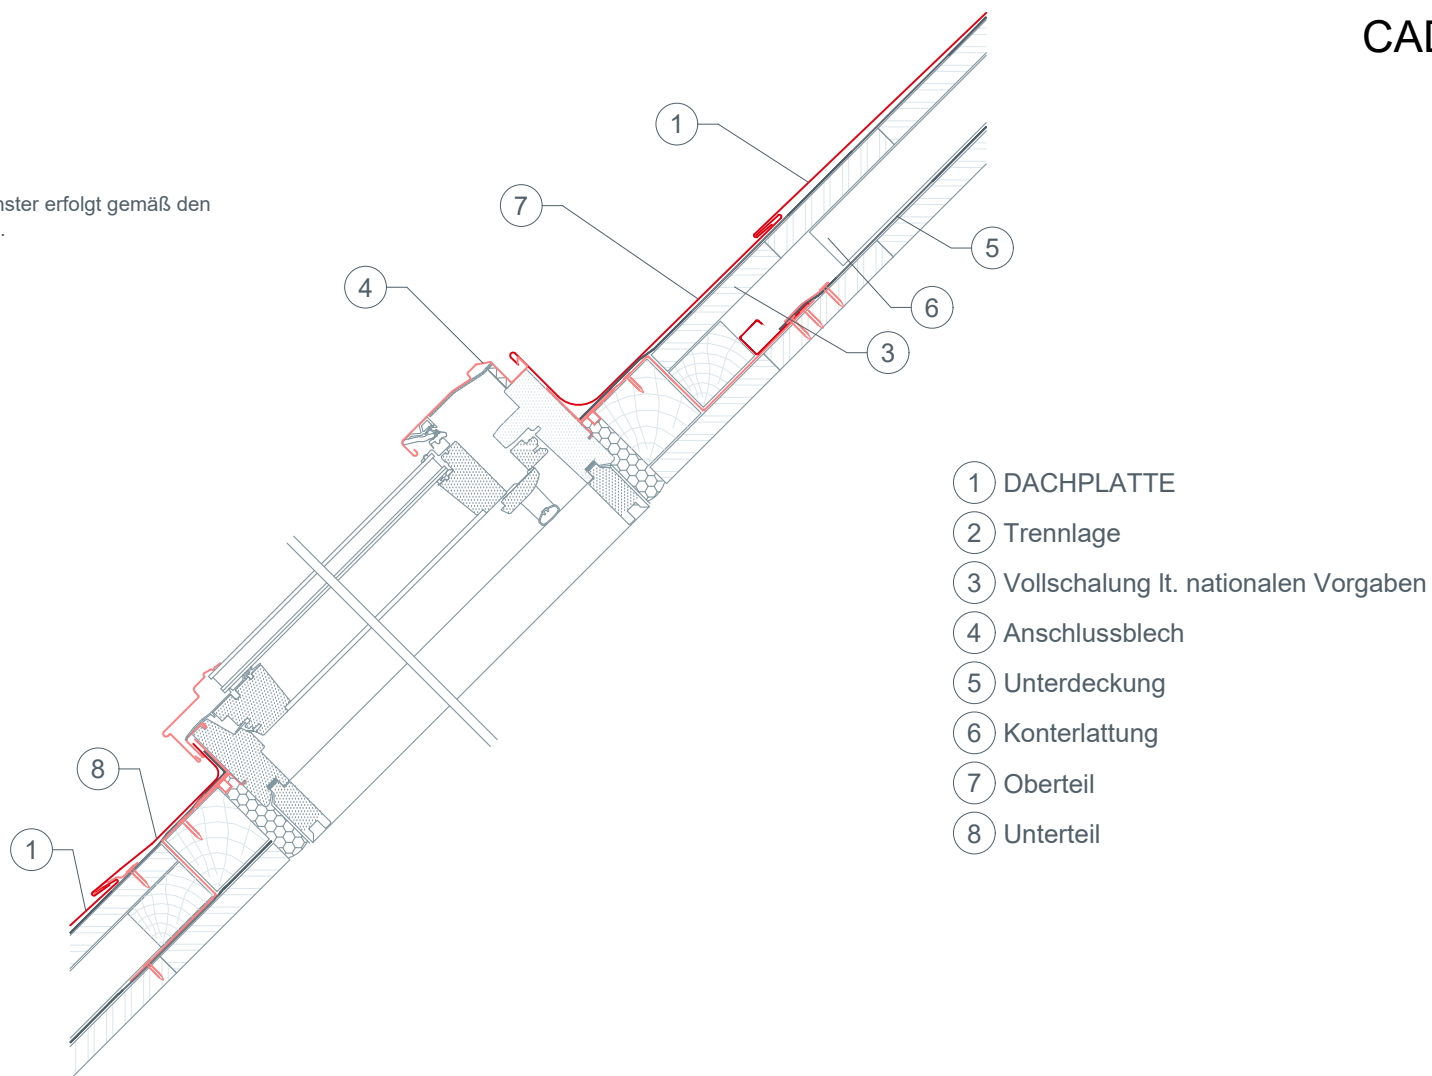 CAD
nster erfolgt gemäß den
.
1
7
4
5
6
3
8
1
1 DACHPLATTE
2 Trennlage
3 Vollschalung lt. nationalen Vorgaben
4 Anschlussblech
5 Unterdeckung
6 Konterlattung
7 Oberteil
8 Unterteil